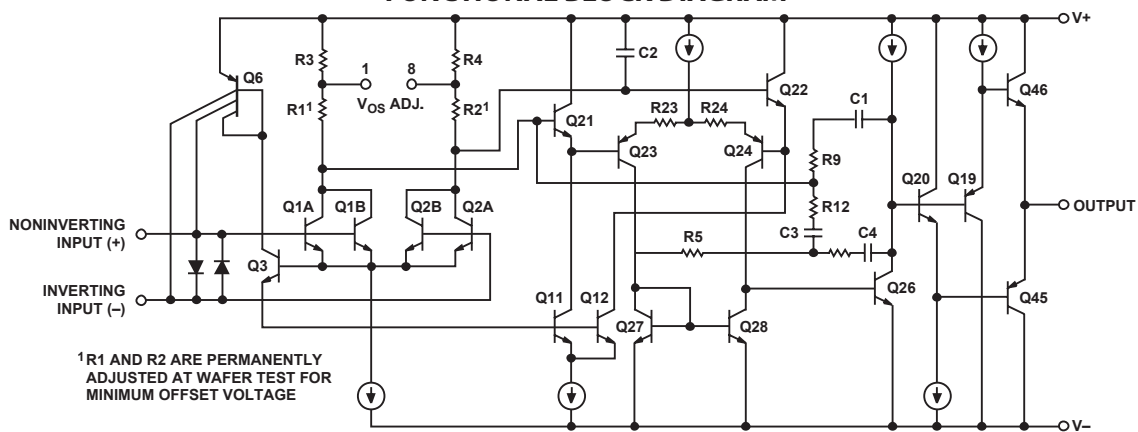 FUNCTIONAL BLOCK DIAGRAM
V+
R3
1
8
R4
C2
Q6
VOS ADJ.
R1¹
R2¹
Q22
Q46
Q21
R23
R24
C1
Q23
Q24
R9
Q20
Q19
Q1A
Q1B
Q2B
Q2A
R12
OUTPUT
NONINVERTING
INPUT (+)
C3
C4
R5
Q3
INVERTING
INPUT (–)
Q11
Q12
Q27
Q28
Q26
Q45
¹R1 AND R2 ARE PERMANENTLY
ADJUSTED AT WAFER TEST FOR
MINIMUM OFFSET VOLTAGE
V–